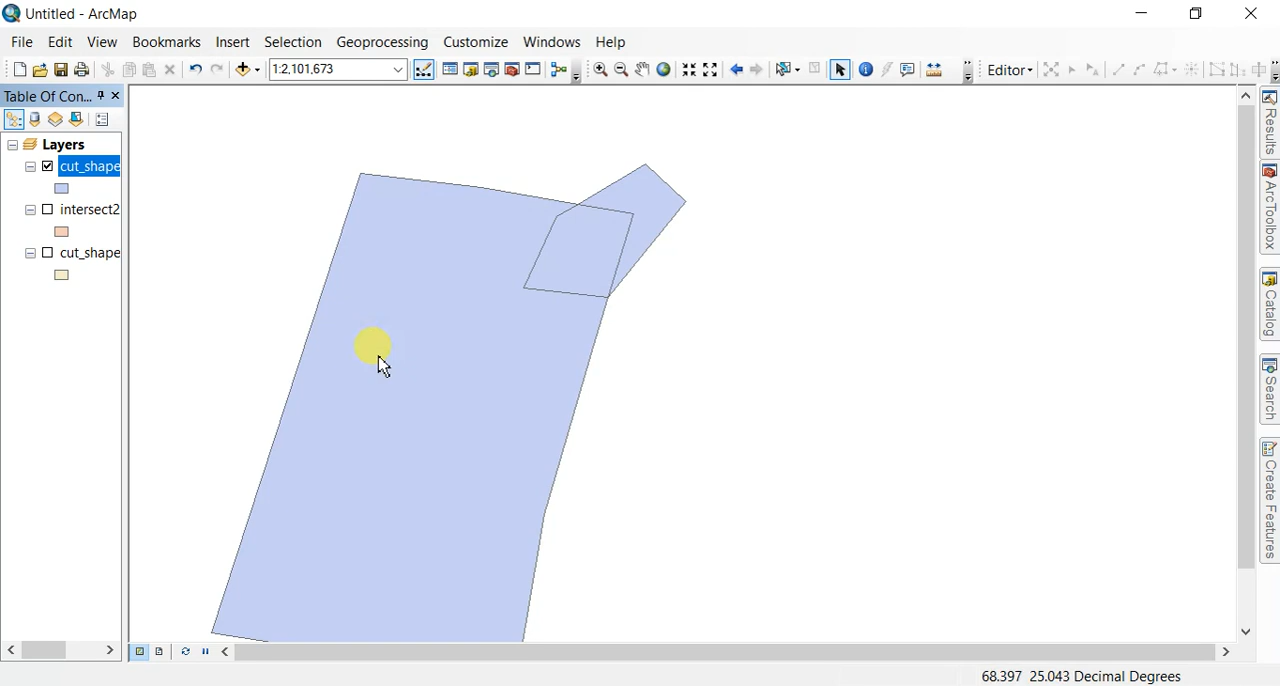 Untitled - ArcMap
File Edit View Bookmarks Insert Selection Geoprocessing Customize Windows Help
1:2,101,673
Editor
Table Of Con...
Layers
cut_shape
intersect2
cut_shape
Results
ArcToolbox
Catalog
Search
Create Features
68.397 25.043 Decimal Degrees